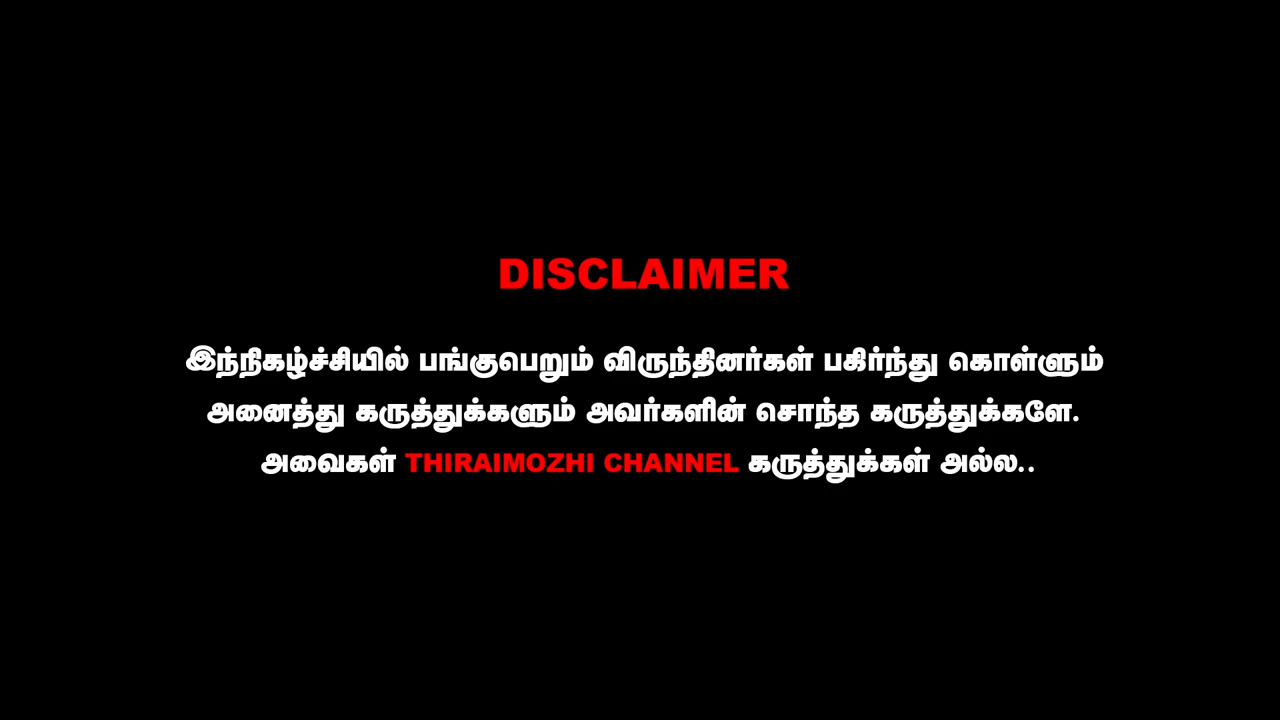 DISCLAIMER
இந்நிகழ்ச்சியில் பங்குபெறும் விருந்தினர்கள் பகிர்ந்து கொள்ளும்
அனைத்து கருத்துக்களும் அவர்களின் சொந்த கருத்துக்களே.
அவைகள் THIRAIMOZHI CHANNEL கருத்துக்கள் அல்ல..